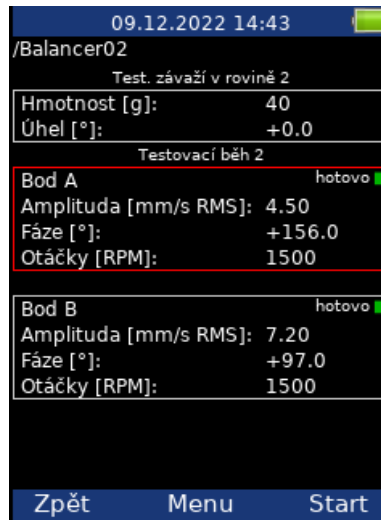 09.12.2022 14:43
/Balancer02
Test. závaží v rovině 2
Hmotnost [g]: 40
Úhel [°]: +0.0
Testovací běh 2
Bod A hotovo
Amplituda [mm/s RMS]: 4.50
Fáze [°]: +156.0
Otáčky [RPM]: 1500
Bod B hotovo
Amplituda [mm/s RMS]: 7.20
Fáze [°]: +97.0
Otáčky [RPM]: 1500
Zpět Menu Start